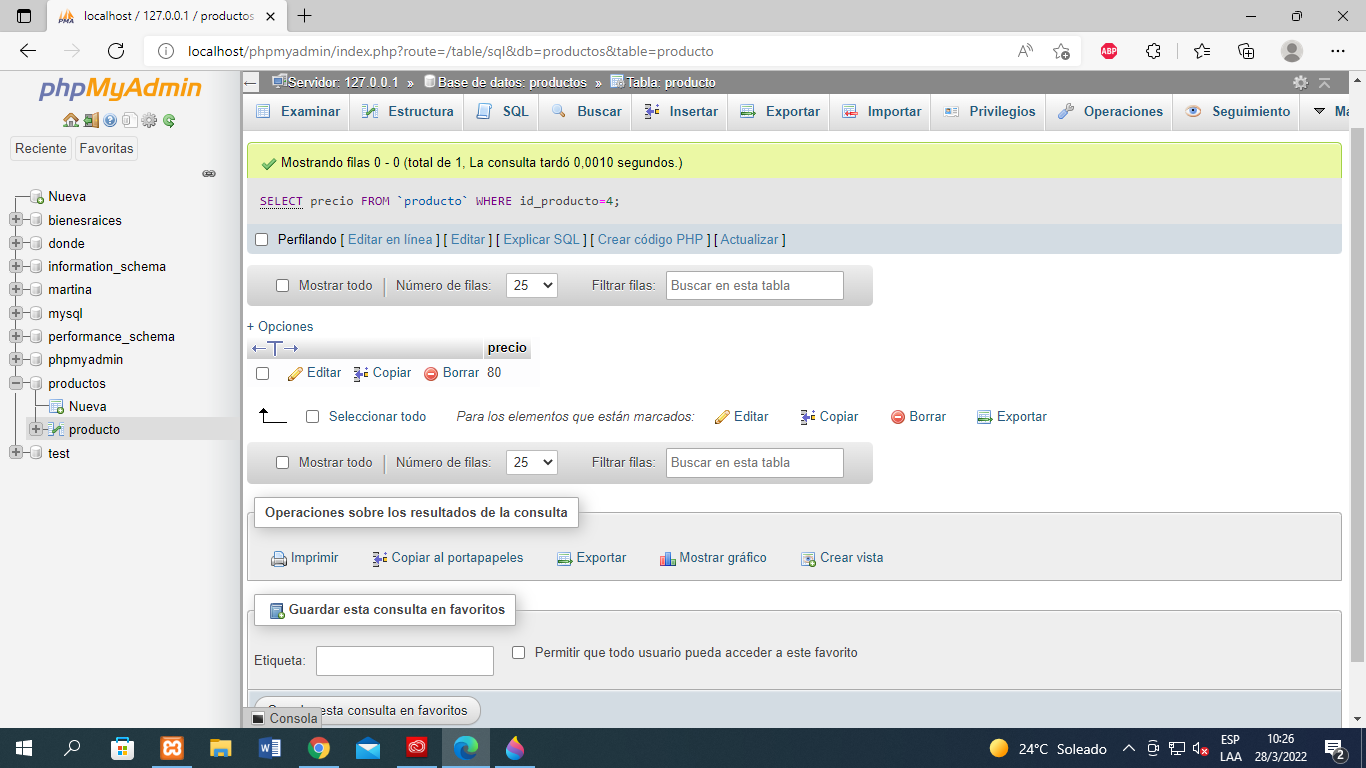 localhost / 127.0.0.1 / productos
localhost/phpmyadmin/index.php?route=/table/sql&db=productos&table=producto
ABP
phpMyAdmin
Reciente
Favoritas
Nueva
bienesraices
donde
information_schema
martina
mysql
performance_schema
phpmyadmin
productos
Nueva
producto
test
Servidor: 127.0.0.1 » Base de datos: productos » Tabla: producto
Examinar Estructura SQL Buscar Insertar Exportar Importar Privilegios Operaciones Seguimiento Ma
Mostrando filas 0 - 0 (total de 1, La consulta tardó 0,0010 segundos.)
SELECT precio FROM `producto` WHERE id_producto=4;
Perfilando [ Editar en línea ] [ Editar ] [ Explicar SQL ] [ Crear código PHP ] [ Actualizar ]
Mostrar todo Número de filas: 25 Filtrar filas: Buscar en esta tabla
+ Opciones
←T→ precio
Editar Copiar Borrar 80
Seleccionar todo Para los elementos que están marcados: Editar Copiar Borrar Exportar
Mostrar todo Número de filas: 25 Filtrar filas: Buscar en esta tabla
Operaciones sobre los resultados de la consulta
Imprimir Copiar al portapapeles Exportar Mostrar gráfico Crear vista
Guardar esta consulta en favoritos
Etiqueta: Permitir que todo usuario pueda acceder a este favorito
esta consulta en favoritos
Consola
24°C Soleado
ESP
LAA
10:26
28/3/2022
2